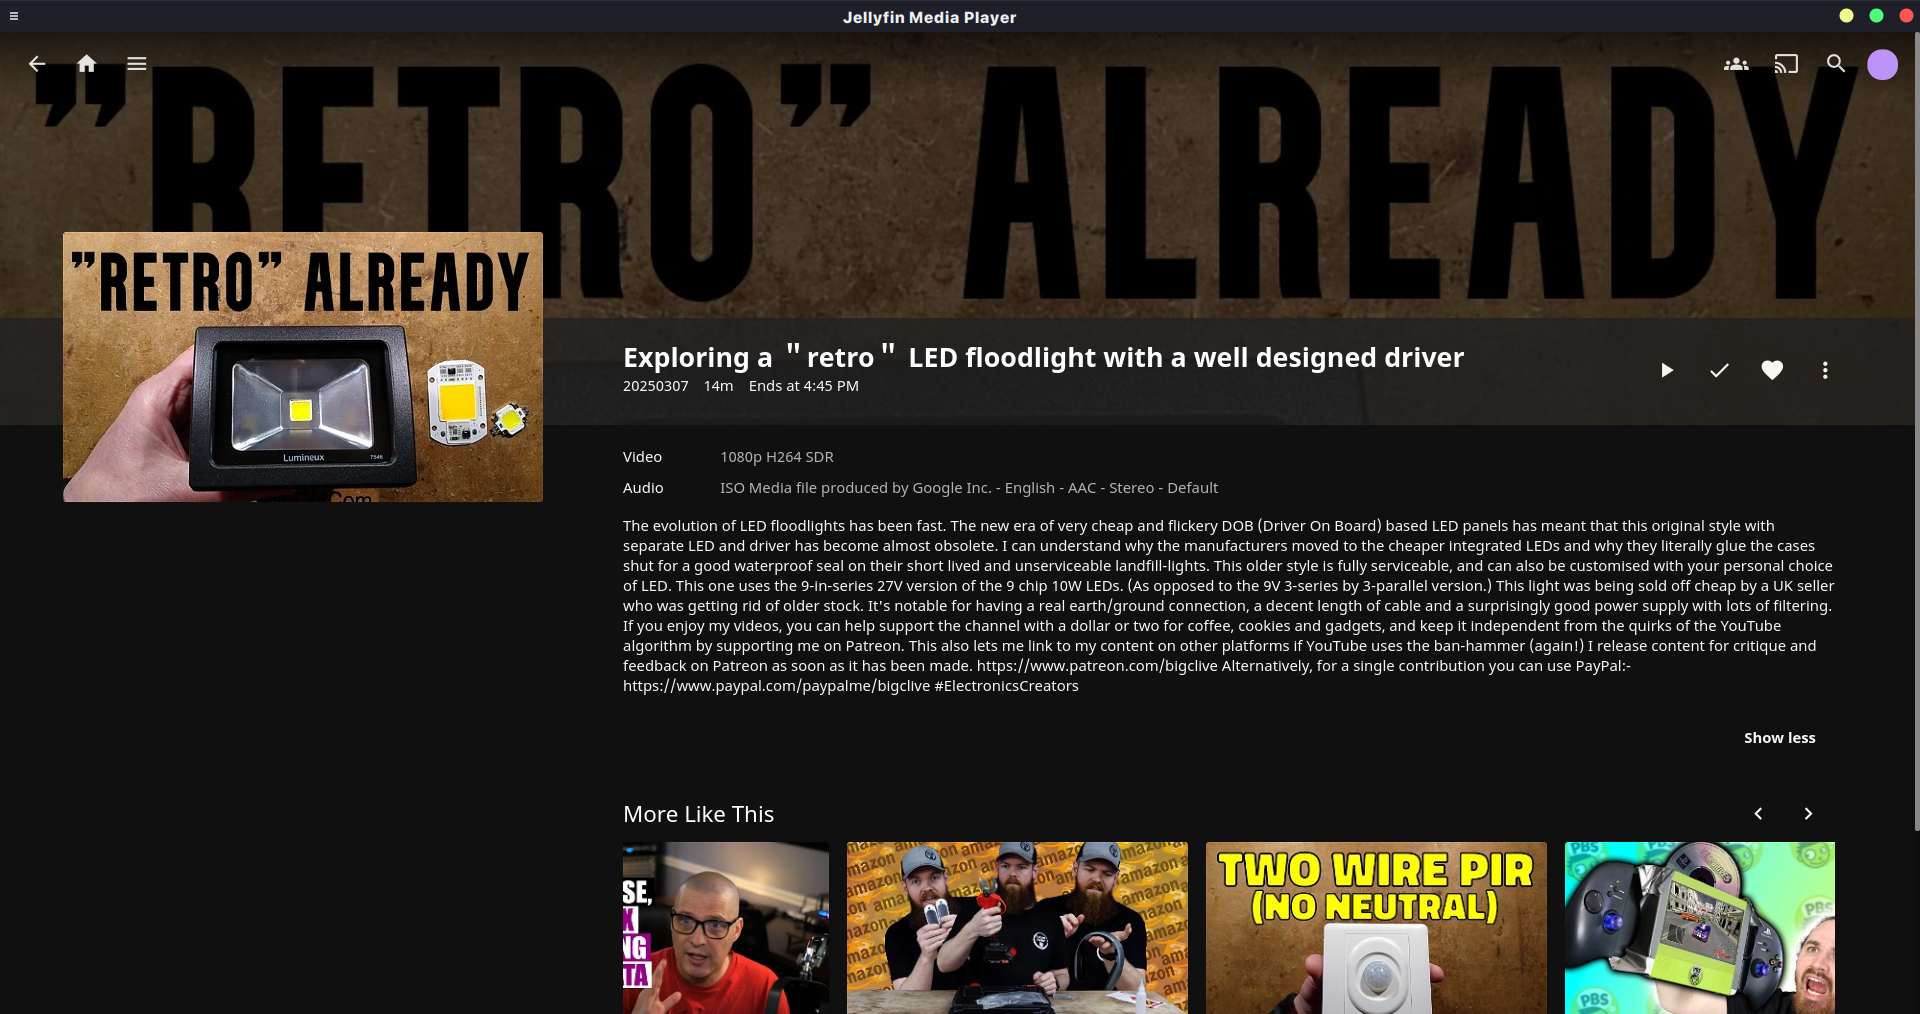 Jellyfin Media Player
"RETRO" ALREADY
"RETRO" ALREADY
Lumineux
7546
Com
Exploring a ＂retro＂ LED floodlight with a well designed driver
20250307 14m Ends at 4:45 PM
Video 1080p H264 SDR
Audio ISO Media file produced by Google Inc. - English - AAC - Stereo - Default
The evolution of LED floodlights has been fast. The new era of very cheap and flickery DOB (Driver On Board) based LED panels has meant that this original style with
separate LED and driver has become almost obsolete. I can understand why the manufacturers moved to the cheaper integrated LEDs and why they literally glue the cases
shut for a good waterproof seal on their short lived and unserviceable landfill-lights. This older style is fully serviceable, and can also be customised with your personal choice
of LED. This one uses the 9-in-series 27V version of the 9 chip 10W LEDs. (As opposed to the 9V 3-series by 3-parallel version.) This light was being sold off cheap by a UK seller
who was getting rid of older stock. It's notable for having a real earth/ground connection, a decent length of cable and a surprisingly good power supply with lots of filtering.
If you enjoy my videos, you can help support the channel with a dollar or two for coffee, cookies and gadgets, and keep it independent from the quirks of the YouTube
algorithm by supporting me on Patreon. This also lets me link to my content on other platforms if YouTube uses the ban-hammer (again!) I release content for critique and
feedback on Patreon as soon as it has been made. https://www.patreon.com/bigclive Alternatively, for a single contribution you can use PayPal:-
https://www.paypal.com/paypalme/bigclive #ElectronicsCreators
Show less
More Like This
SE,
K
NG
TA
amazon amazon amazon
TWO WIRE PIR
(NO NEUTRAL)
PBS
PBS
PBS